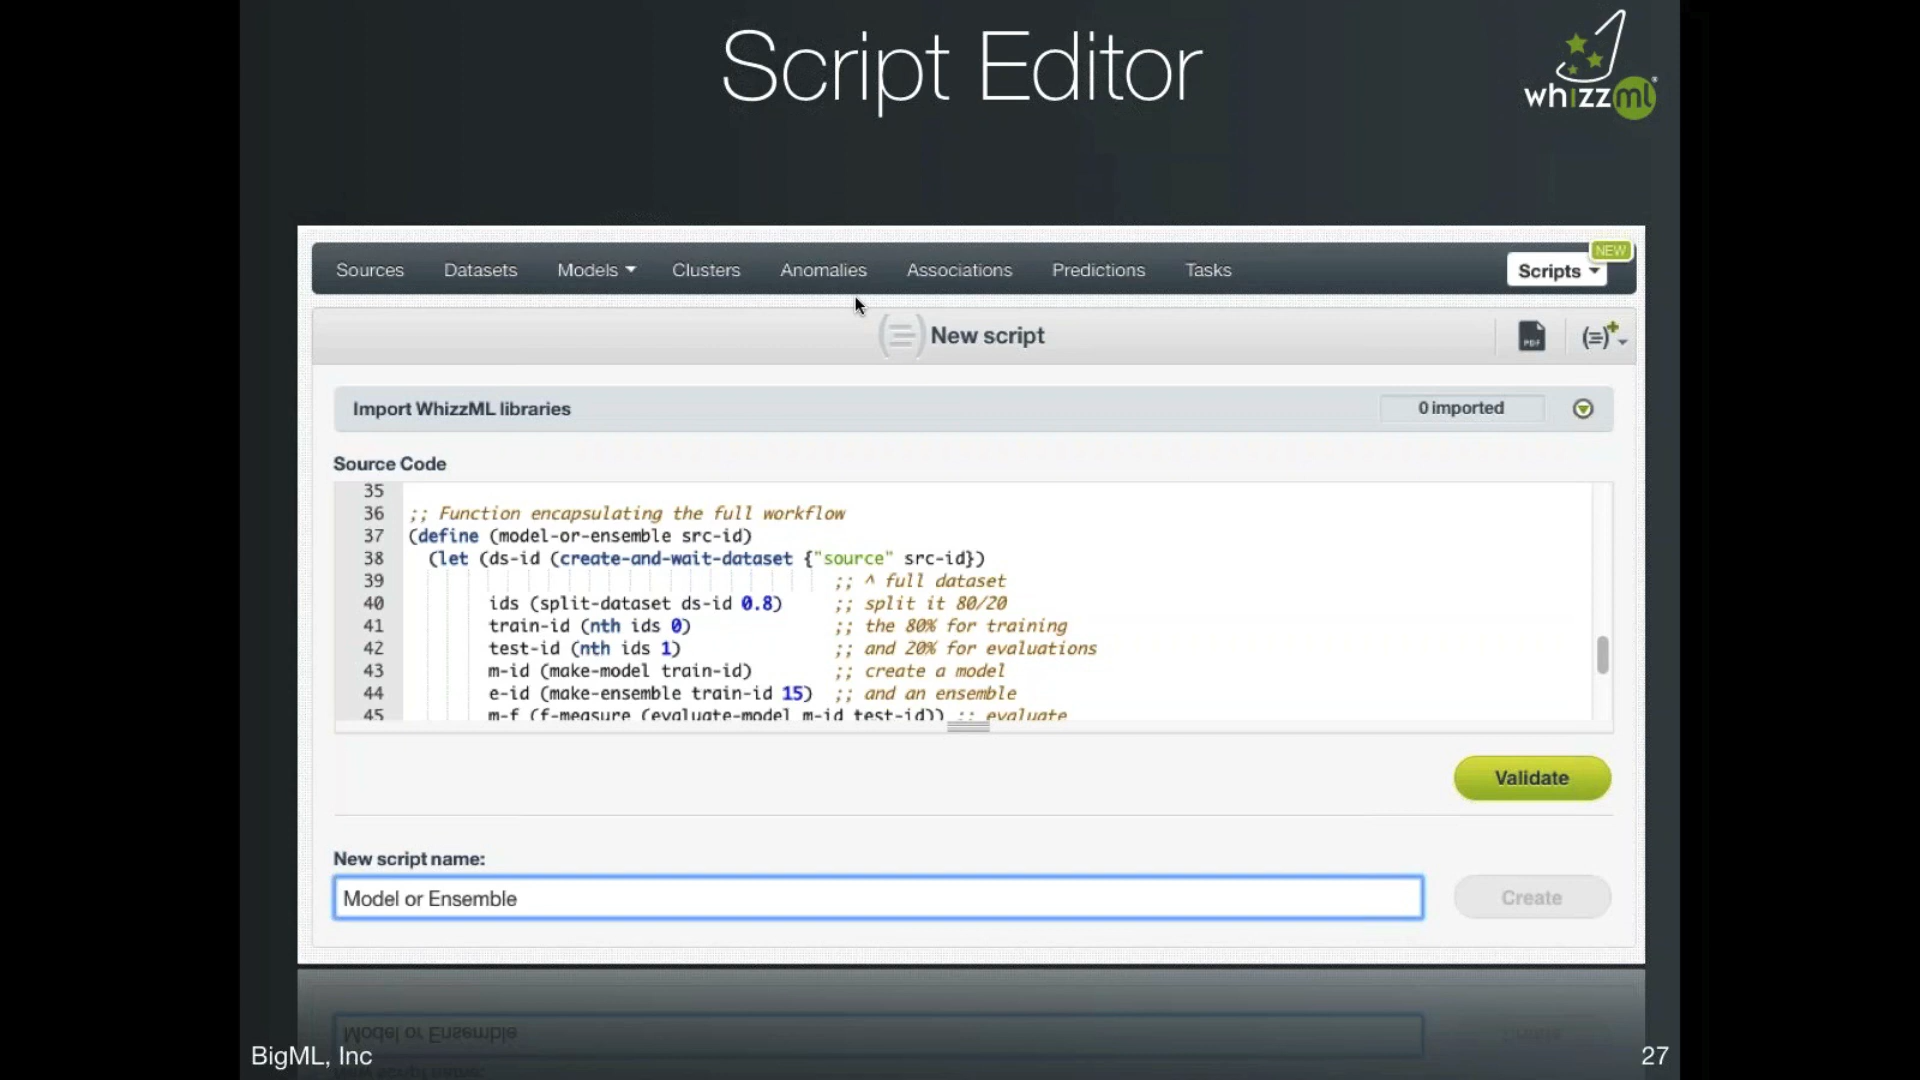 Script Editor
whizzml
Sources Datasets Models Clusters Anomalies Associations Predictions Tasks Scripts NEW
New script
PDF
Import WhizzML libraries 0 imported
Source Code
35
36 ;; Function encapsulating the full workflow
37 (define (model-or-ensemble src-id)
38 (let (ds-id (create-and-wait-dataset {"source" src-id})
39 ;; ^ full dataset
40 ids (split-dataset ds-id 0.8) ;; split it 80/20
41 train-id (nth ids 0) ;; the 80% for training
42 test-id (nth ids 1) ;; and 20% for evaluations
43 m-id (make-model train-id) ;; create a model
44 e-id (make-ensemble train-id 15) ;; and an ensemble
45 m-f (f-measure (evaluate-model m-id test-id)) ;; evaluate
Validate
New script name:
Model or Ensemble
Create
BigML, Inc
27